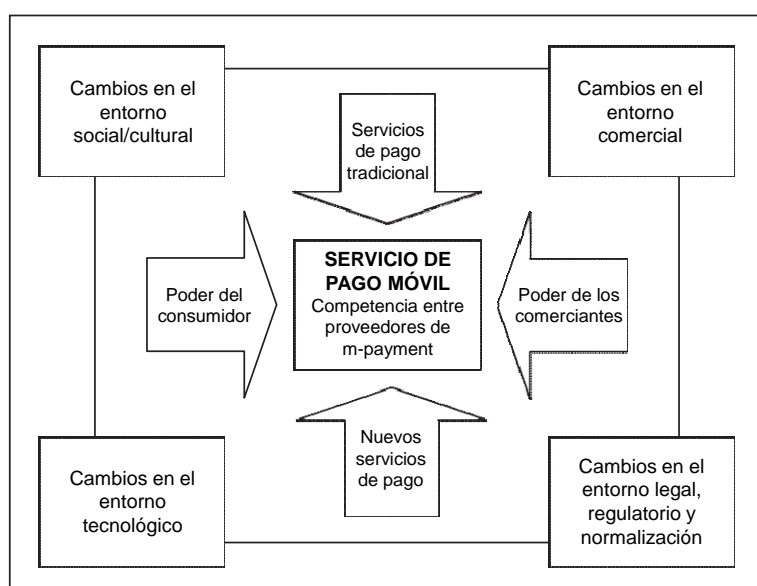 Cambios en el
entorno
social/cultural
Cambios en el
entorno
comercial
Servicios
de pago
tradicional
Poder del
consumidor
SERVICIO DE
PAGO MÓVIL
Competencia entre
proveedores de
m-payment
Poder de los
comerciantes
Nuevos
servicios
de pago
Cambios en el
entorno
tecnológico
Cambios en el
entorno legal,
regulatorio y
normalización